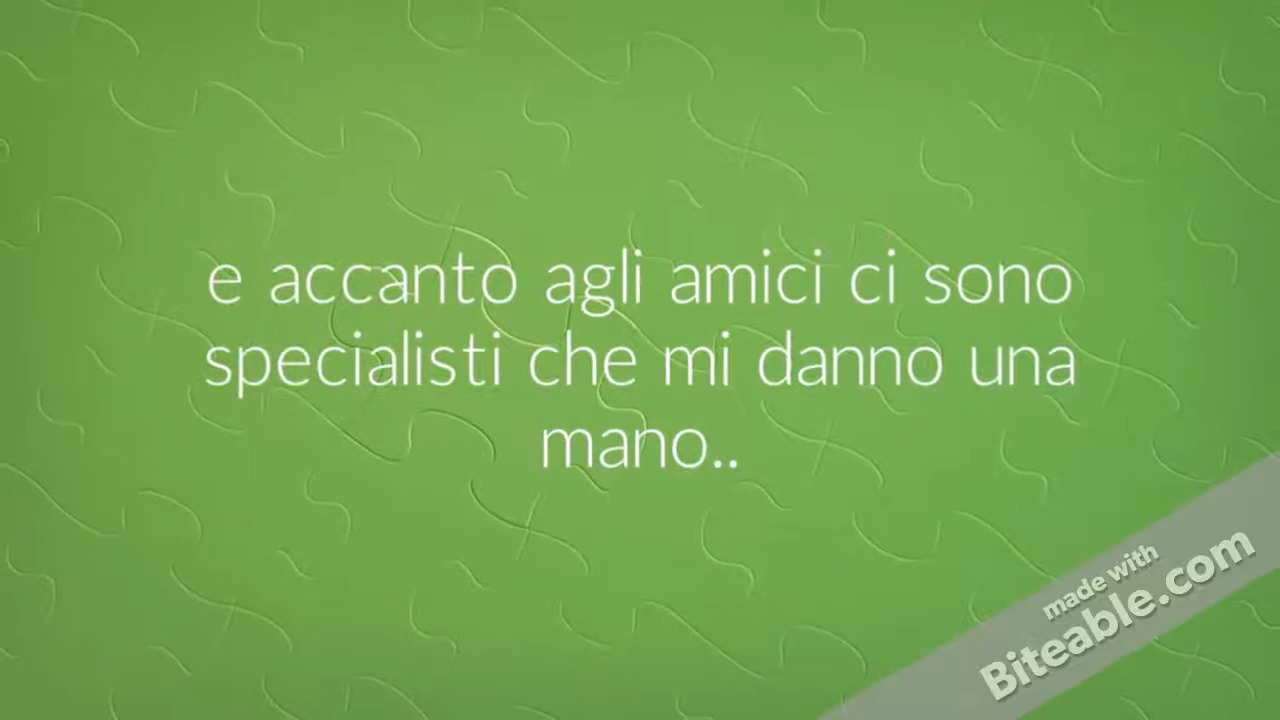 e accanto agli amici ci sono
specialisti che mi danno una
mano..
made with
Biteable.com